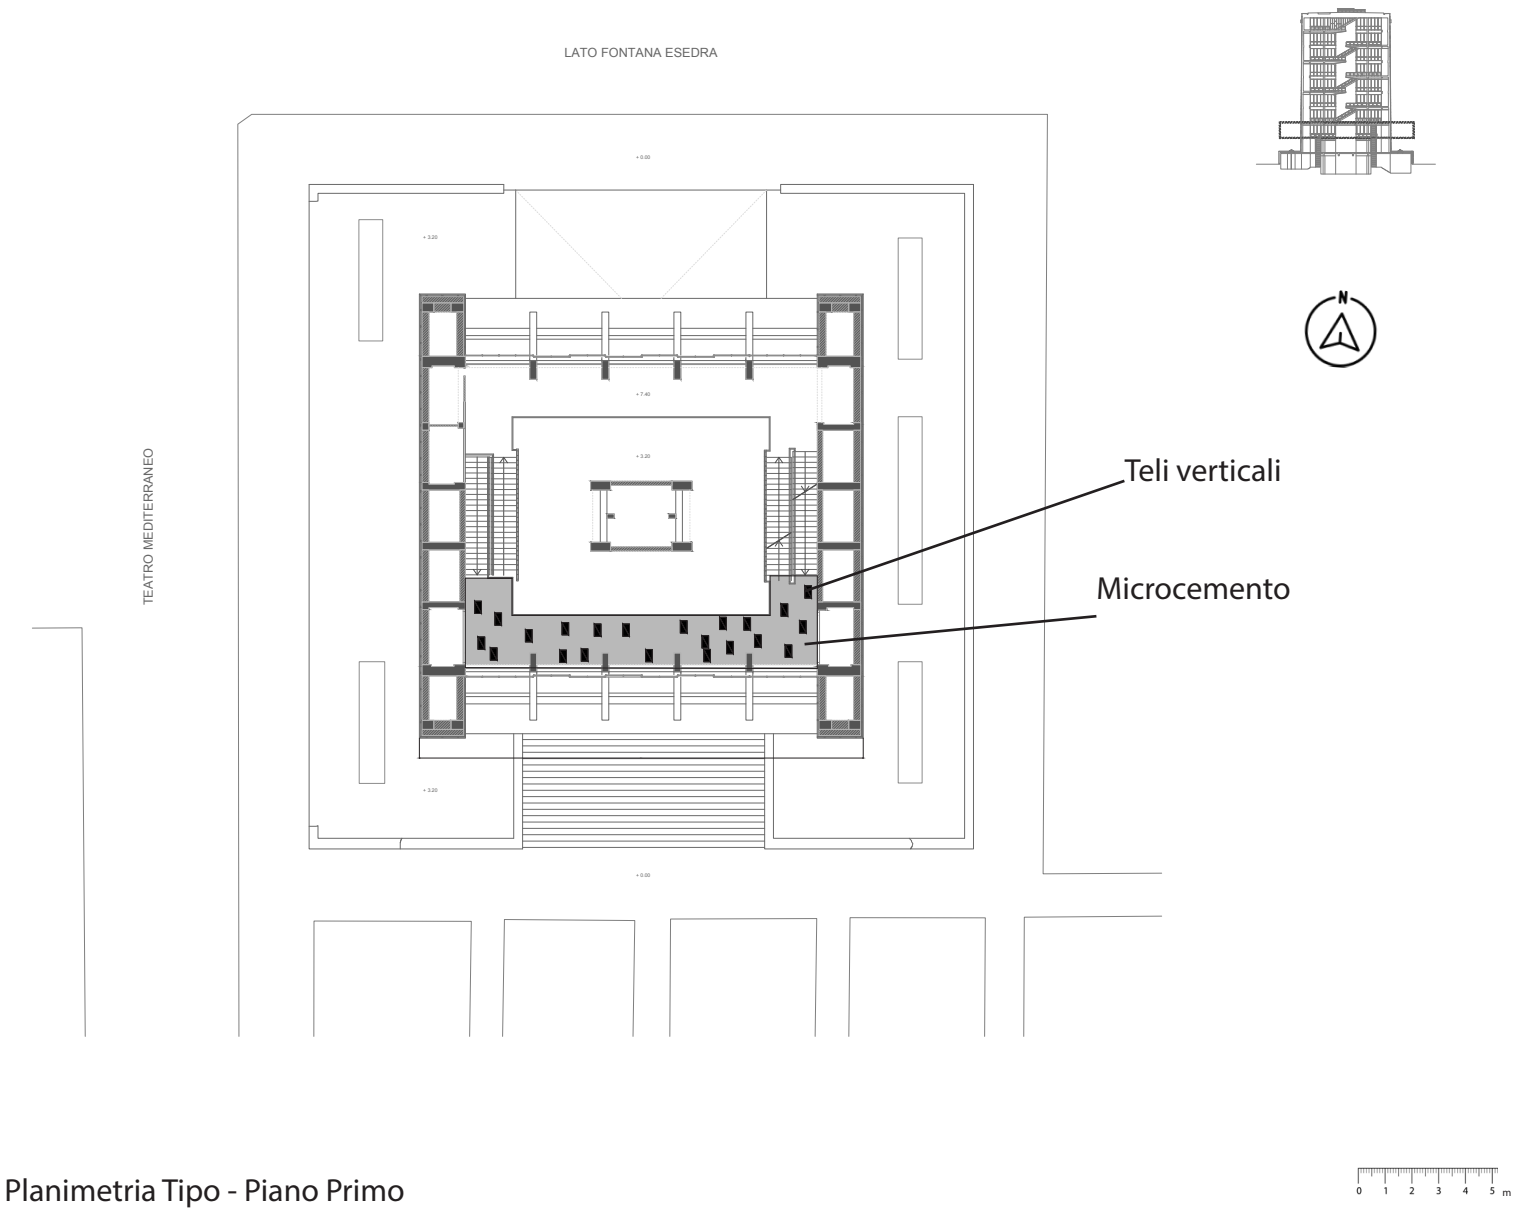 LATO FONTANA ESEDRA
+ 0.00
+ 3.20
N
+ 7.40
+ 3.20
TEATRO MEDITERRANEO
Teli verticali
Microcemento
+ 3.20
+ 0.00
Planimetria Tipo - Piano Primo
0 1 2 3 4 5 m